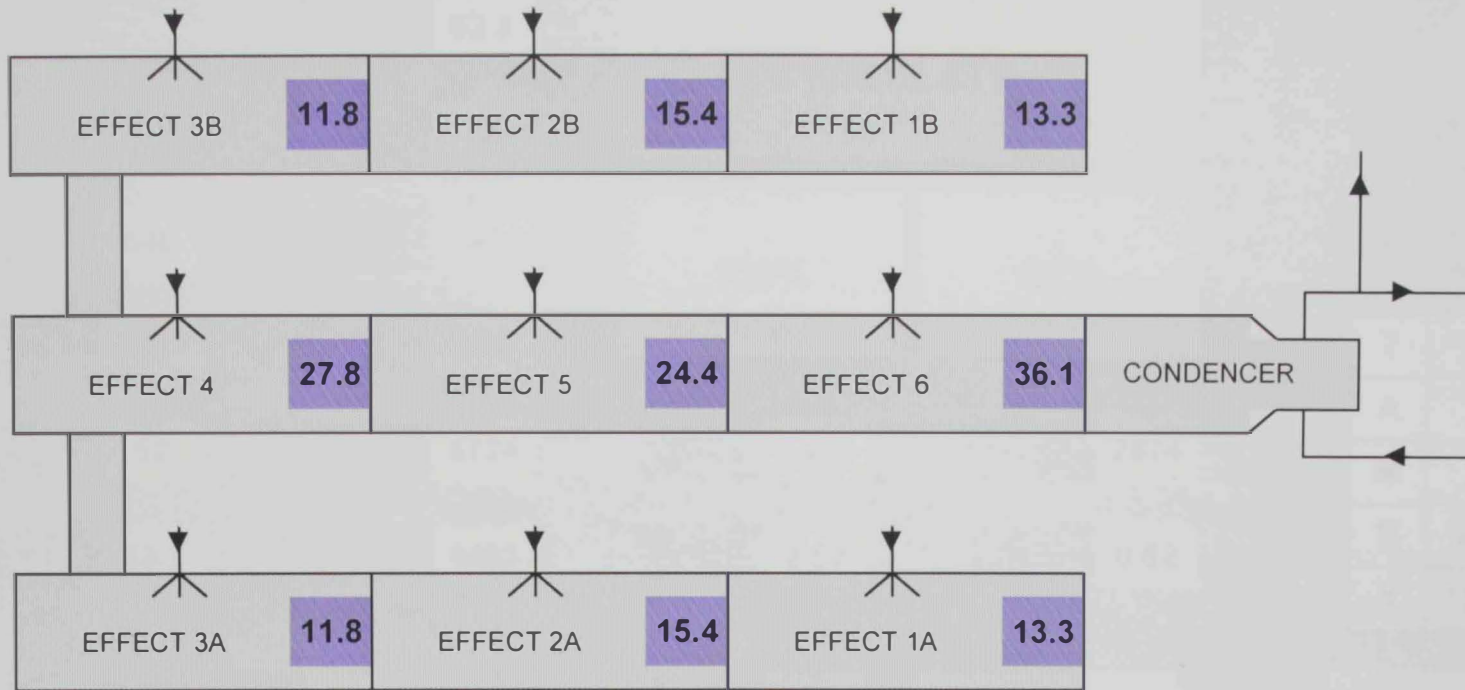 EFFECT 3B 11.8 EFFECT 2B 15.4 EFFECT 1B 13.3
EFFECT 4 27.8 EFFECT 5 24.4 EFFECT 6 36.1 CONDENCER
EFFECT 3A 11.8 EFFECT 2A 15.4 EFFECT 1A 13.3